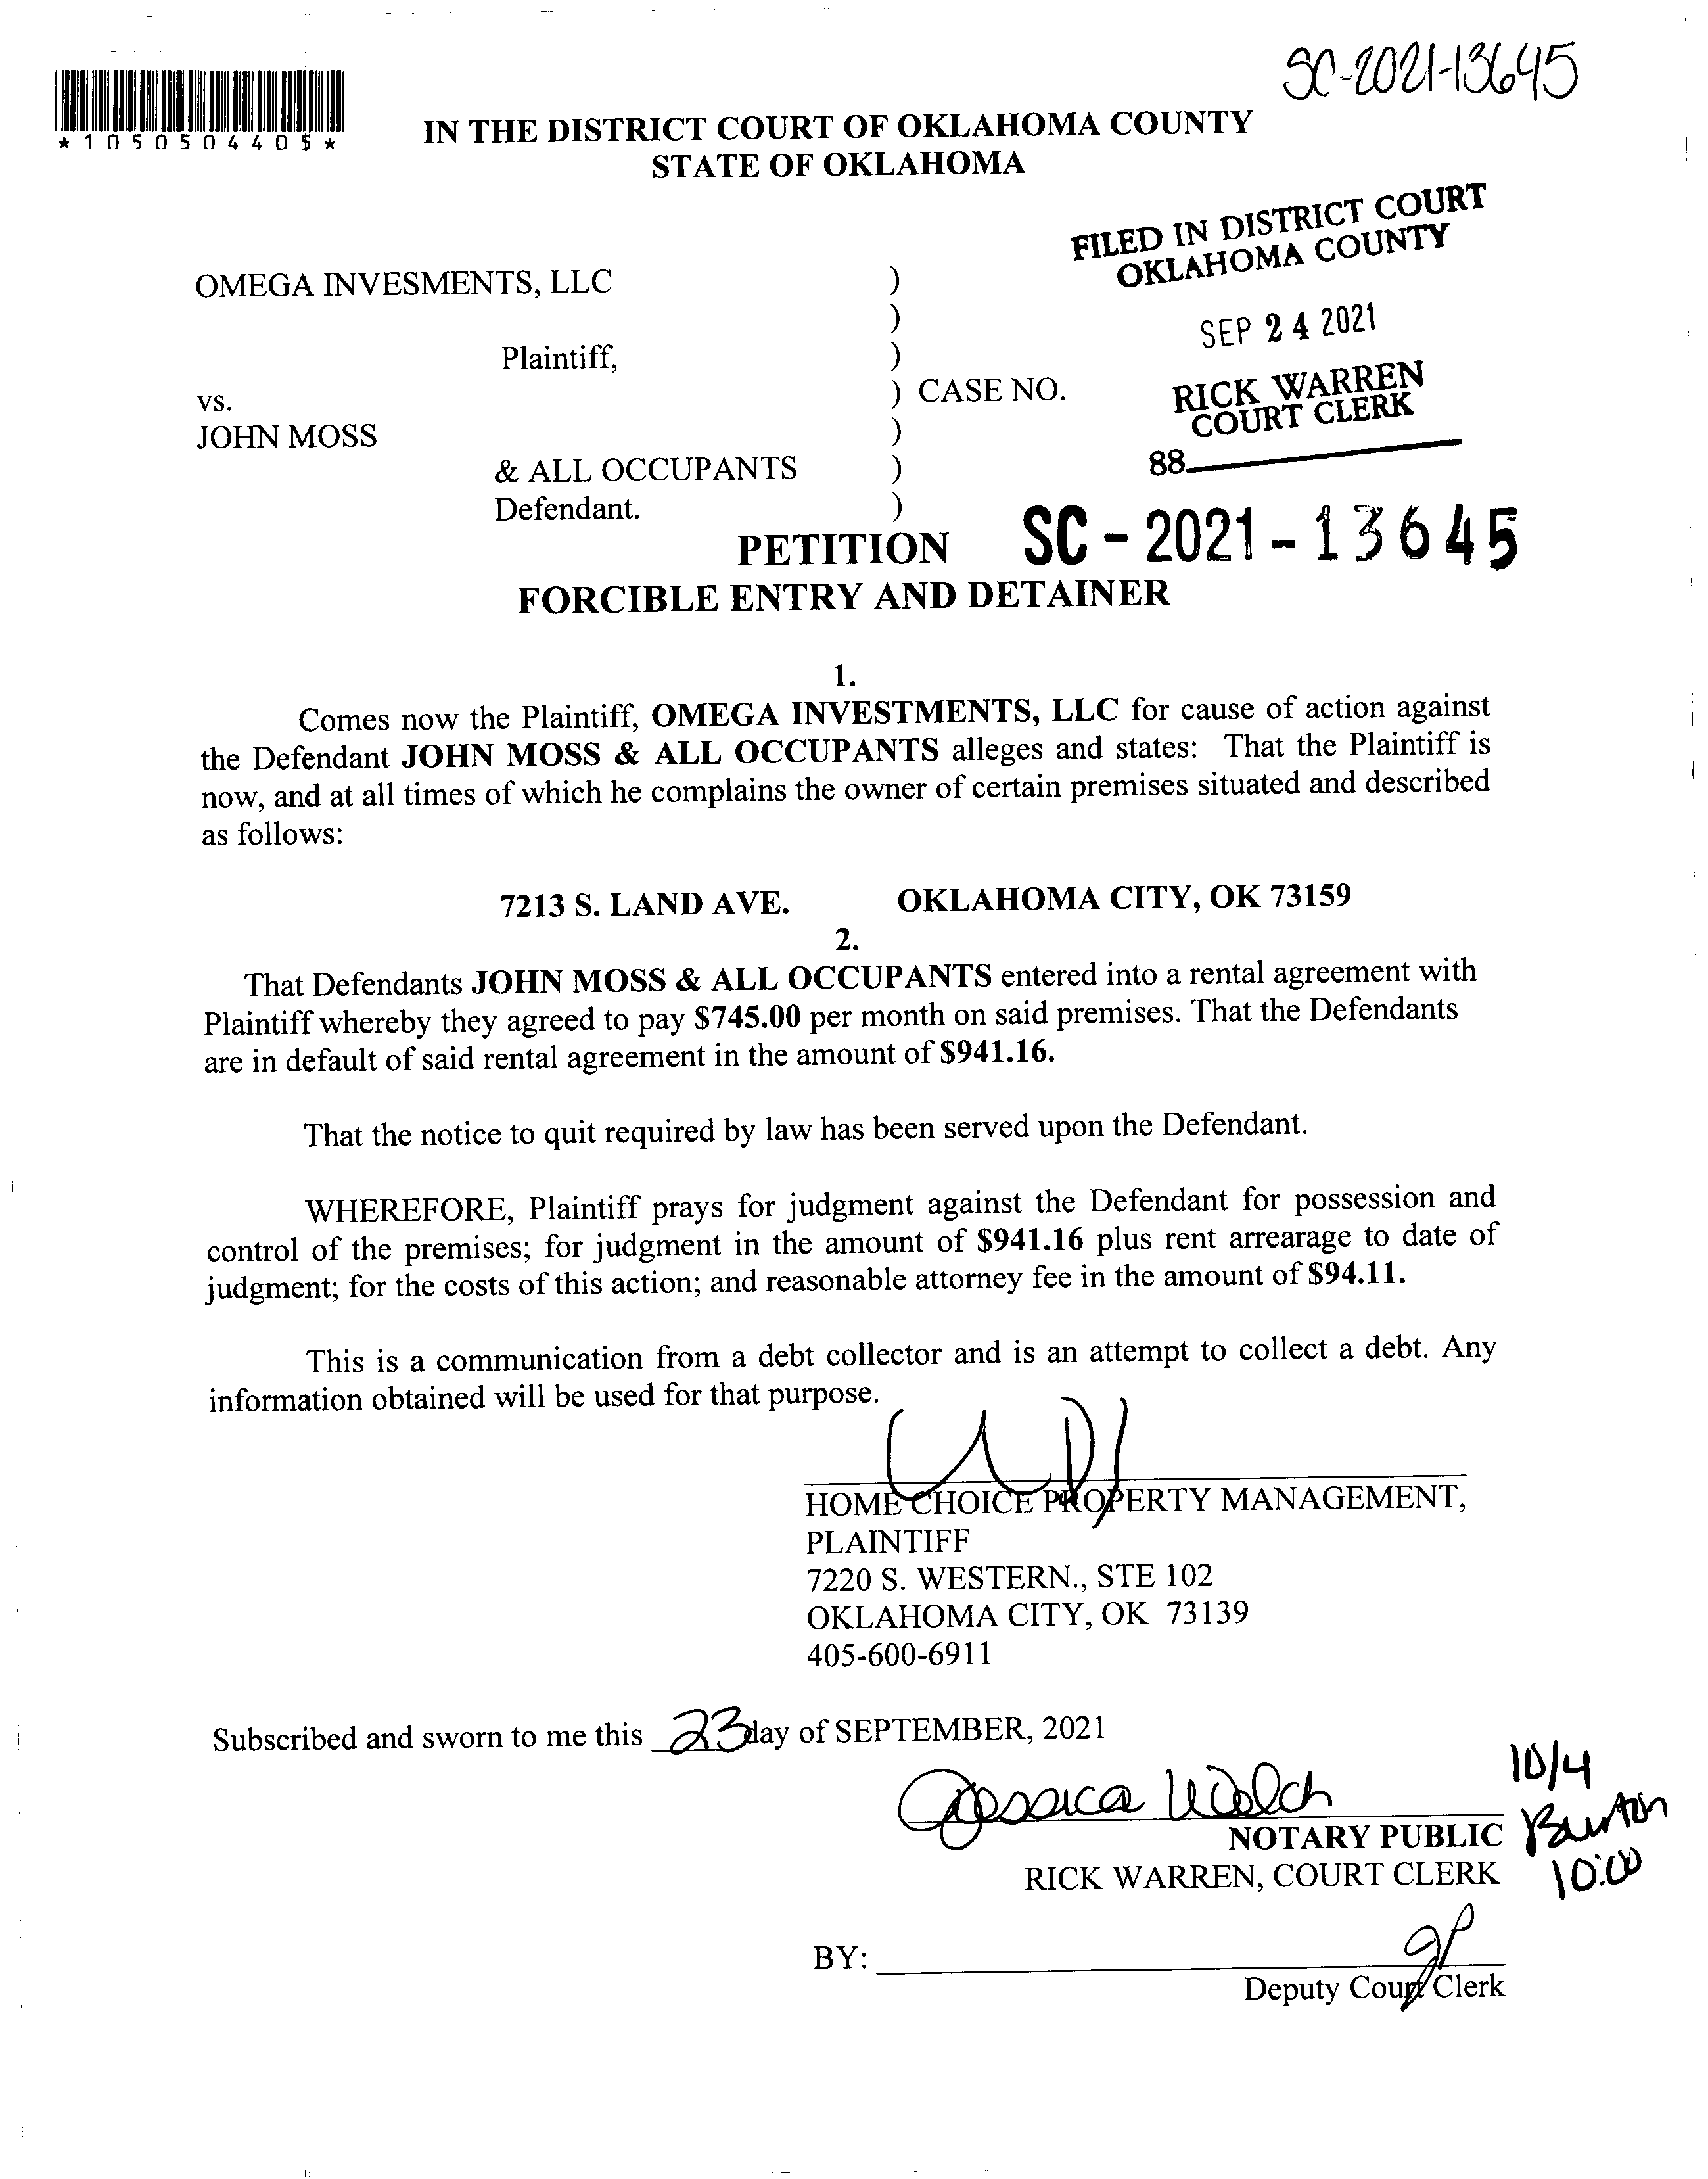 SC-2021-13645
*1050504405*
IN THE DISTRICT COURT OF OKLAHOMA COUNTY
STATE OF OKLAHOMA
FILED IN DISTRICT COURT
OKLAHOMA COUNTY
SEP 24 2021
RICK WARREN
COURT CLERK
88
OMEGA INVESMENTS, LLC )
)
Plaintiff, )
vs. ) CASE NO.
JOHN MOSS )
& ALL OCCUPANTS )
Defendant. )
PETITION SC-2021-13645
FORCIBLE ENTRY AND DETAINER
1.
Comes now the Plaintiff, OMEGA INVESTMENTS, LLC for cause of action against
the Defendant JOHN MOSS & ALL OCCUPANTS alleges and states: That the Plaintiff is
now, and at all times of which he complains the owner of certain premises situated and described
as follows:
7213 S. LAND AVE. OKLAHOMA CITY, OK 73159
2.
That Defendants JOHN MOSS & ALL OCCUPANTS entered into a rental agreement with
Plaintiff whereby they agreed to pay $745.00 per month on said premises. That the Defendants
are in default of said rental agreement in the amount of $941.16.
That the notice to quit required by law has been served upon the Defendant.
WHEREFORE, Plaintiff prays for judgment against the Defendant for possession and
control of the premises; for judgment in the amount of $941.16 plus rent arrearage to date of
judgment; for the costs of this action; and reasonable attorney fee in the amount of $94.11.
This is a communication from a debt collector and is an attempt to collect a debt. Any
information obtained will be used for that purpose.
HOME CHOICE PROPERTY MANAGEMENT,
PLAINTIFF
7220 S. WESTERN., STE 102
OKLAHOMA CITY, OK 73139
405-600-6911
Subscribed and sworn to me this 23 day of SEPTEMBER, 2021
Jessica Welch
NOTARY PUBLIC
RICK WARREN, COURT CLERK
10/4
Burton
10:00
BY:
Deputy Court Clerk